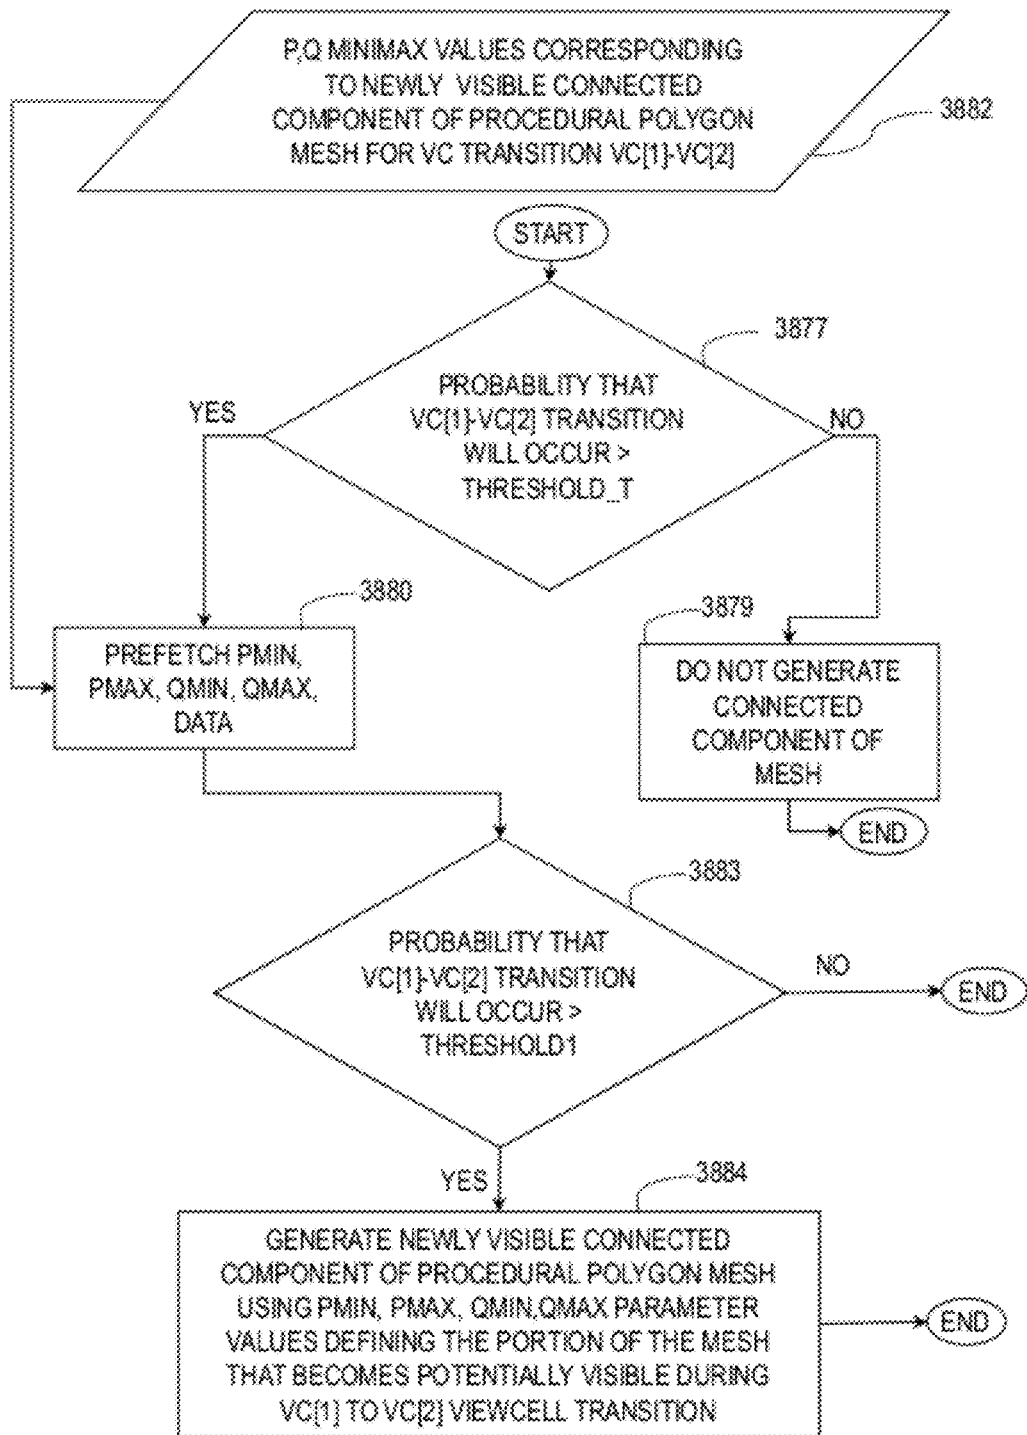 P,Q MINIMAX VALUES CORRESPONDING
TO NEWLY VISIBLE CONNECTED
COMPONENT OF PROCEDURAL POLYGON
MESH FOR VC TRANSITION VC[1]-VC[2]
3882
START
3877
PROBABILITY THAT
VC[1]-VC[2] TRANSITION
WILL OCCUR >
THRESHOLD_T
YES
NO
3880
PREFETCH PMIN,
PMAX, QMIN, QMAX,
DATA
3879
DO NOT GENERATE
CONNECTED
COMPONENT OF
MESH
END
3883
PROBABILITY THAT
VC[1]-VC[2] TRANSITION
WILL OCCUR >
THRESHOLD1
NO
END
YES
3884
GENERATE NEWLY VISIBLE CONNECTED
COMPONENT OF PROCEDURAL POLYGON MESH
USING PMIN, PMAX, QMIN,QMAX PARAMETER
VALUES DEFINING THE PORTION OF THE MESH
THAT BECOMES POTENTIALLY VISIBLE DURING
VC[1] TO VC[2] VIEWCELL TRANSITION
END